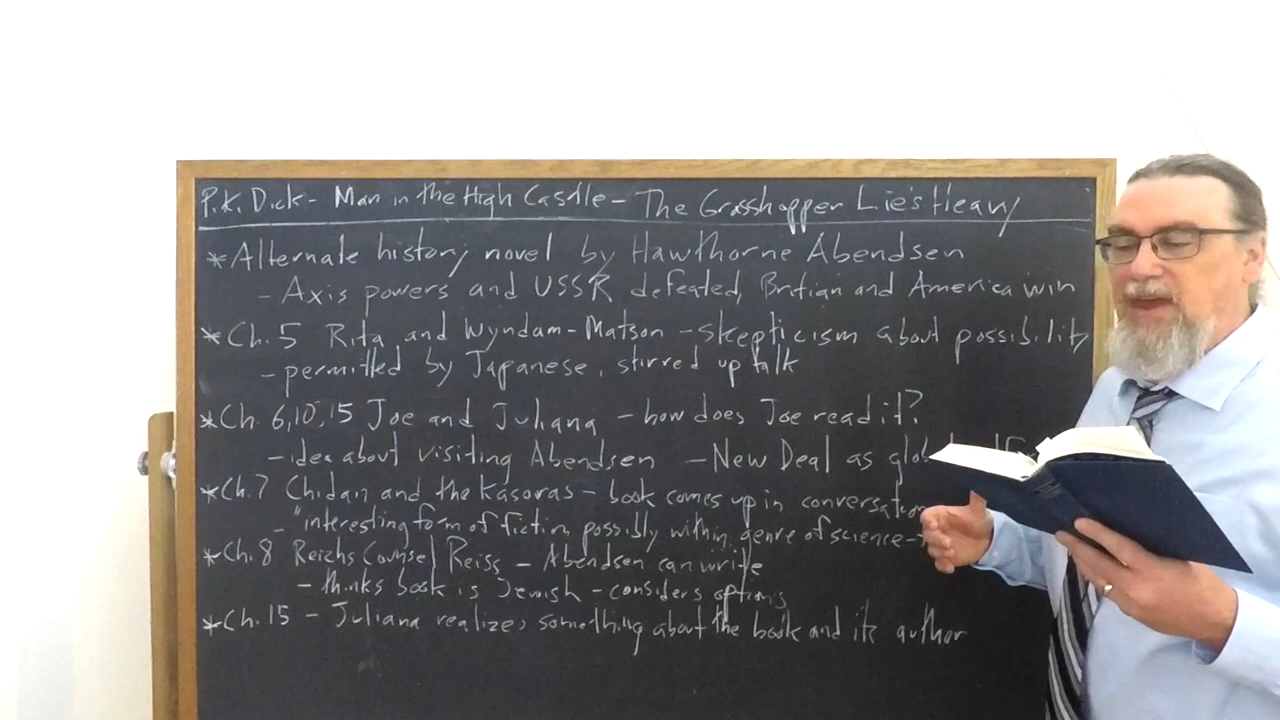 P.K. Dick - Man in the High Castle - The Grasshopper Lie's Heavy
* Alternate history novel by Hawthorne Abendsen
- Axis powers and USSR defeated, Britian and America win
* Ch. 5 Rita and Wyndam-Matson - skepticism about possibility
- permitted by Japanese, stirred up talk
* Ch. 6, 10, 15 Joe and Juliana - how does Joe read it?
- idea about visiting Abendsen - New Deal as
* Ch. 7 Chidan and the Kasoras - book comes up in conversation
- "interesting form of fiction possibly within genre of science-
* Ch. 8 Reichs Counsel Reiss - Abendsen can write
- thinks book is Jewish - considers options
* Ch. 15 - Juliana realizes something about the book and its author